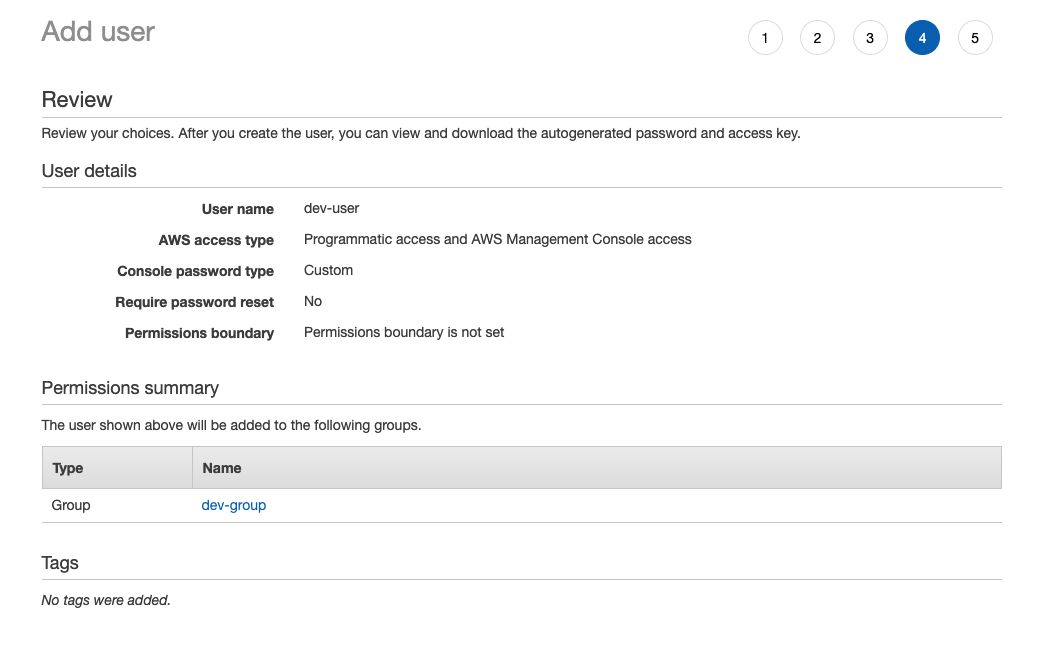 Add user
1 2 3 4 5
Review
Review your choices. After you create the user, you can view and download the autogenerated password and access key.
User details
User name dev-user
AWS access type Programmatic access and AWS Management Console access
Console password type Custom
Require password reset No
Permissions boundary Permissions boundary is not set
Permissions summary
The user shown above will be added to the following groups.
Type Name
Group dev-group
Tags
No tags were added.